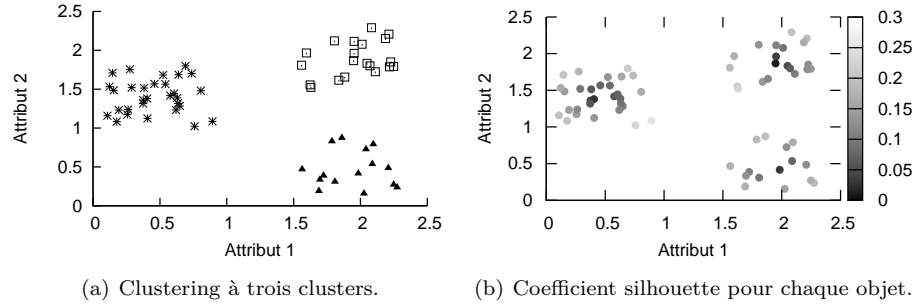 2.5
2
1.5
1
0.5
0
0 0.5 1 1.5 2 2.5
Attribut 2
Attribut 1
(a) Clustering à trois clusters.
2.5
2
1.5
1
0.5
0
0 0.5 1 1.5 2 2.5
Attribut 2
Attribut 1
0.3
0.25
0.2
0.15
0.1
0.05
0
(b) Coefficient silhouette pour chaque objet.